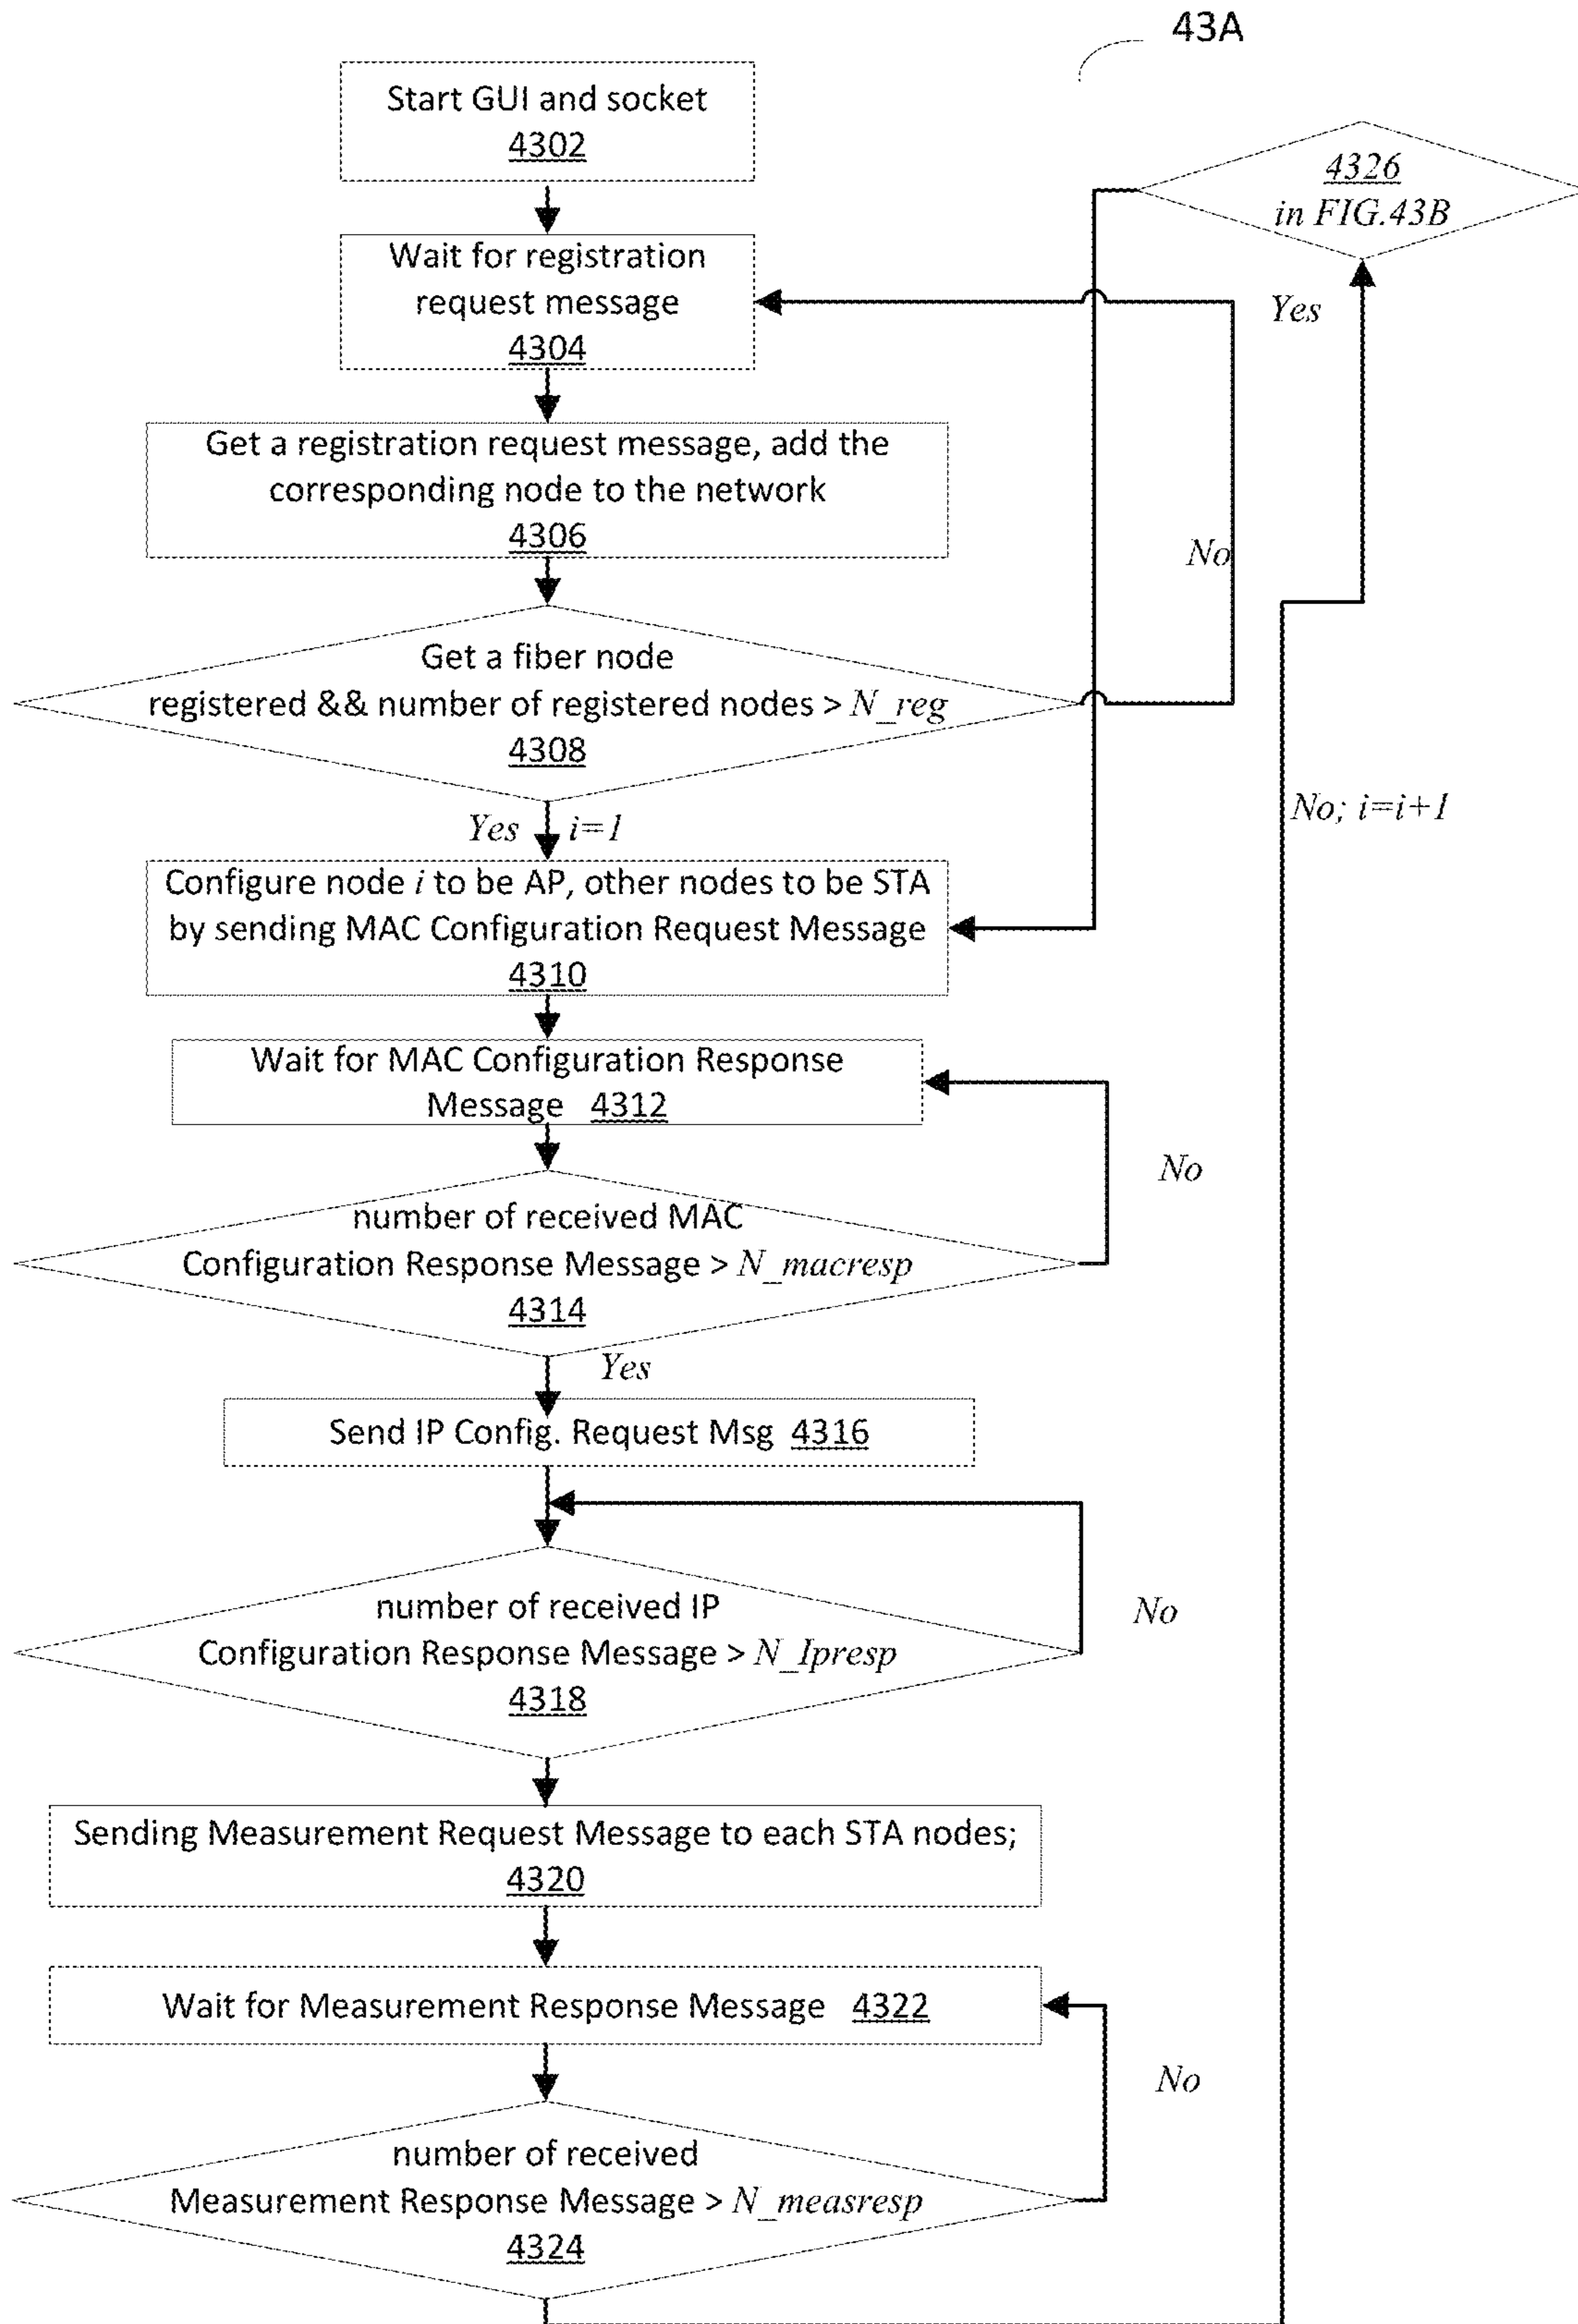 43A
Start GUI and socket
4302
4326
in FIG.43B
Wait for registration
request message
4304
Yes
Get a registration request message, add the
corresponding node to the network
4306
No
Get a fiber node
registered && number of registered nodes > N_reg
4308
No; i=i+1
Yes i=1
Configure node i to be AP, other nodes to be STA
by sending MAC Configuration Request Message
4310
Wait for MAC Configuration Response
Message 4312
No
number of received MAC
Configuration Response Message > N_macresp
4314
Yes
Send IP Config. Request Msg 4316
number of received IP
No
Configuration Response Message > N_Ipresp
4318
Sending Measurement Request Message to each STA nodes;
4320
Wait for Measurement Response Message 4322
No
number of received
Measurement Response Message > N_measresp
4324